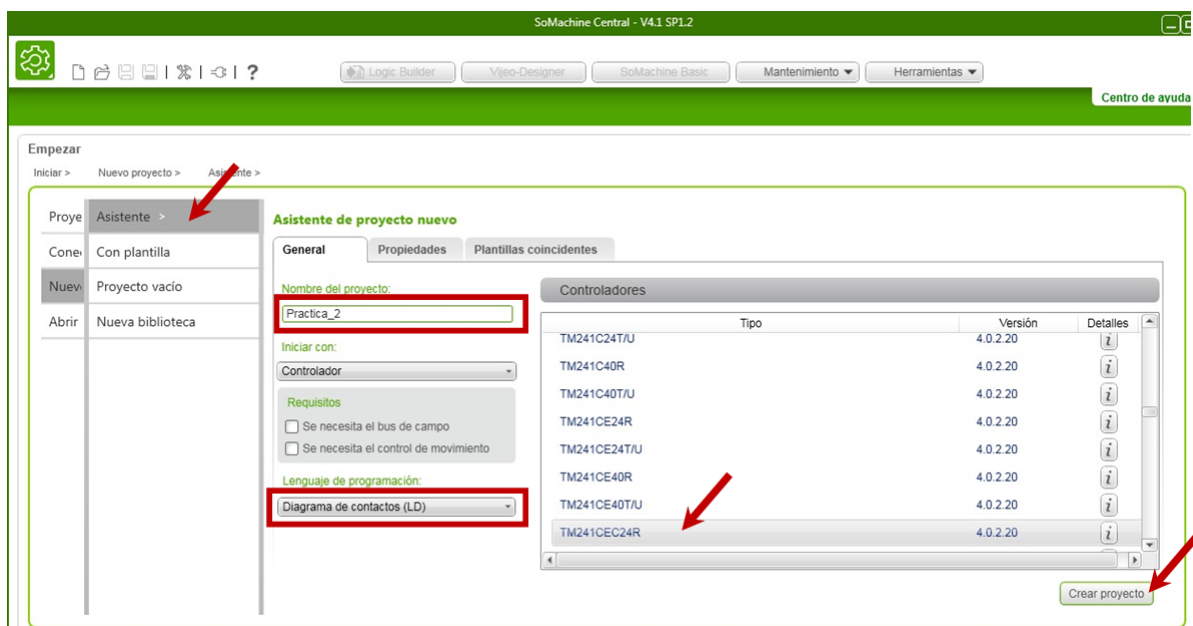 SoMachine Central - V4.1 SP1.2
Logic Builder Vijeo-Designer SoMachine Basic Mantenimiento Herramientas
Centro de ayuda
Empezar
Iniciar > Nuevo proyecto > Asistente >
Proye Asistente >
Con plantilla
Nuev Proyecto vacío
Abrir Nueva biblioteca
Asistente de proyecto nuevo
General Propiedades Plantillas coincidentes
Nombre del proyecto:
Practica_2
Iniciar con:
Controlador
Requisitos
Se necesita el bus de campo
Se necesita el control de movimiento
Lenguaje de programación:
Diagrama de contactos (LD)
Controladores
Tipo Versión Detalles
TM241C24T/U 4.0.2.20
TM241C40R 4.0.2.20
TM241C40T/U 4.0.2.20
TM241CE24R 4.0.2.20
TM241CE24T/U 4.0.2.20
TM241CE40R 4.0.2.20
TM241CE40T/U 4.0.2.20
TM241CEC24R 4.0.2.20
Crear proyecto